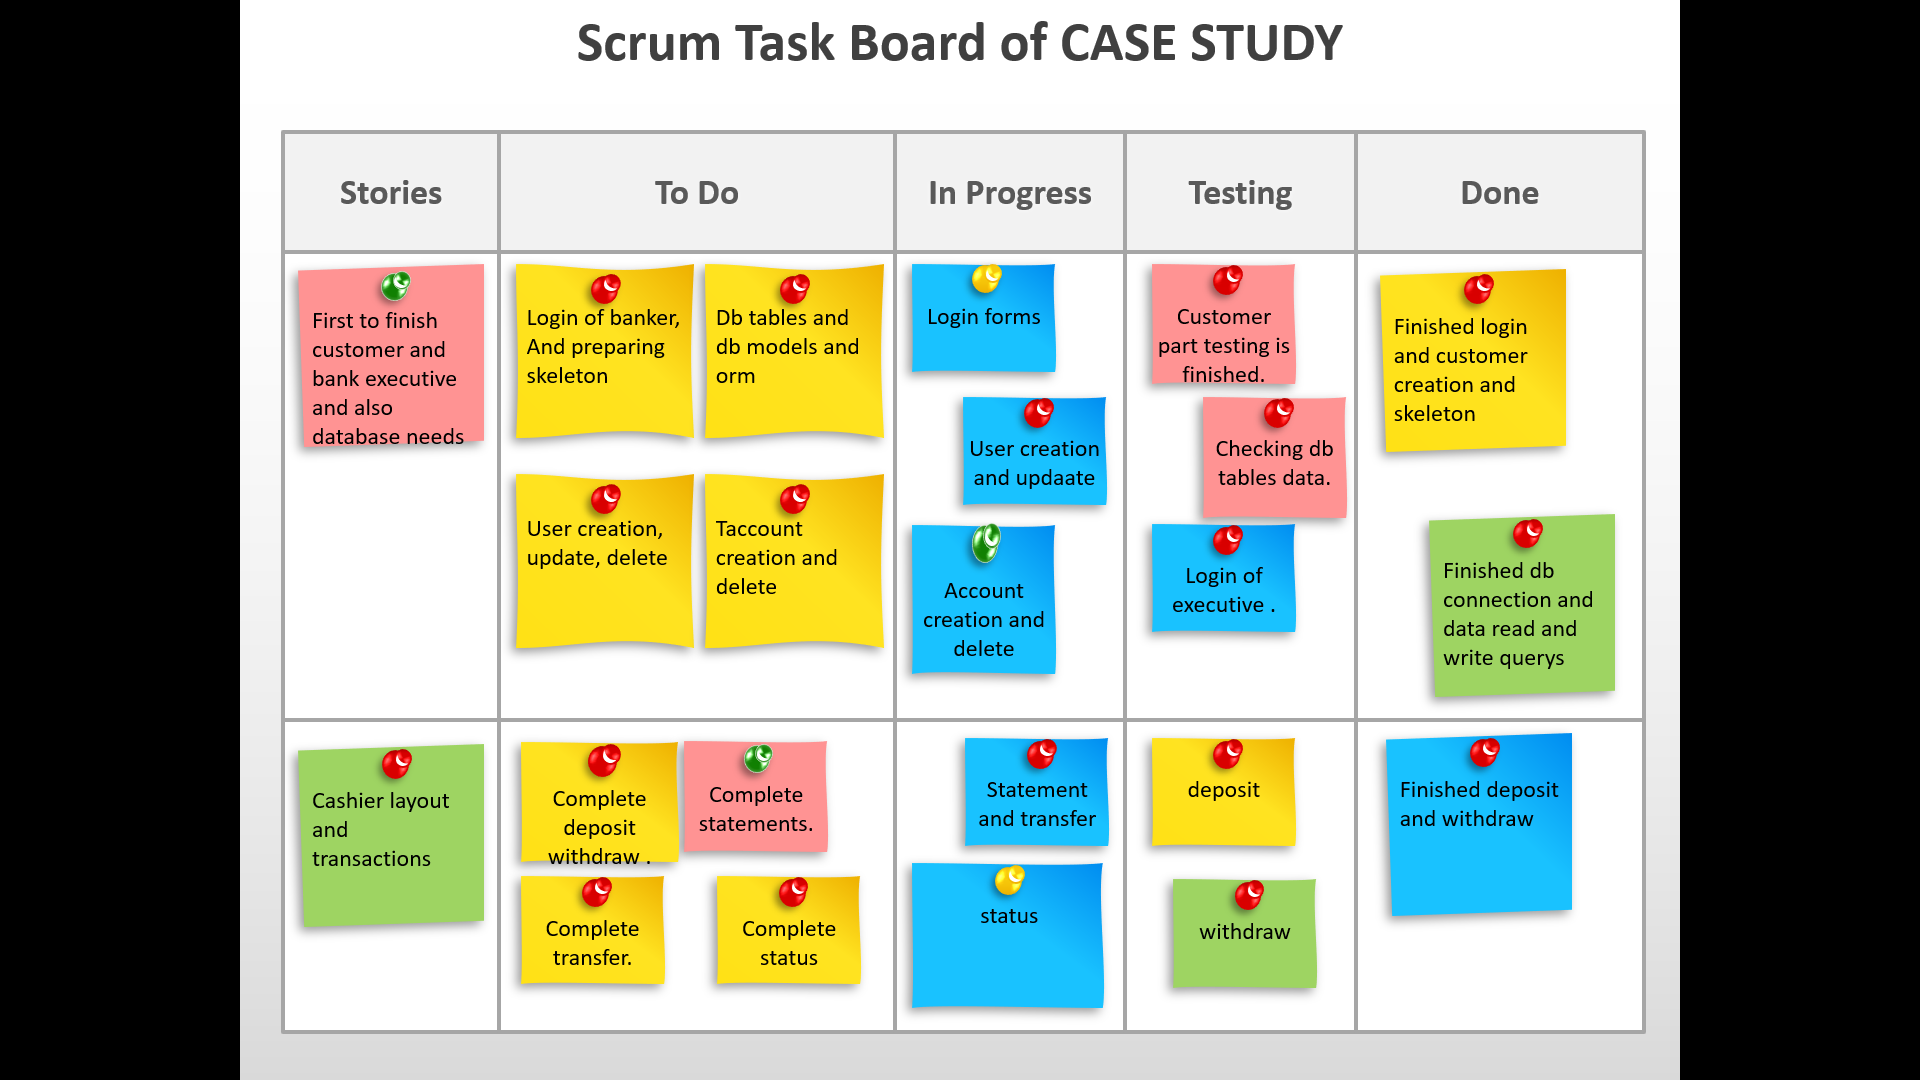 Scrum Task Board of CASE STUDY
Stories
To Do
In Progress
Testing
Done
First to finish
customer and
bank executive
and also
database needs
Login of banker,
And preparing
skeleton
Db tables and
db models and
orm
User creation,
update, delete
Taccount
creation and
delete
Login forms
User creation
and updaate
Account
creation and
delete
Customer
part testing is
finished.
Checking db
tables data.
Login of
executive .
Finished login
and customer
creation and
skeleton
Finished db
connection and
data read and
write querys
Cashier layout
and
transactions
Complete
deposit
withdraw .
Complete
statements.
Complete
transfer.
Complete
status
Statement
and transfer
status
deposit
withdraw
Finished deposit
and withdraw